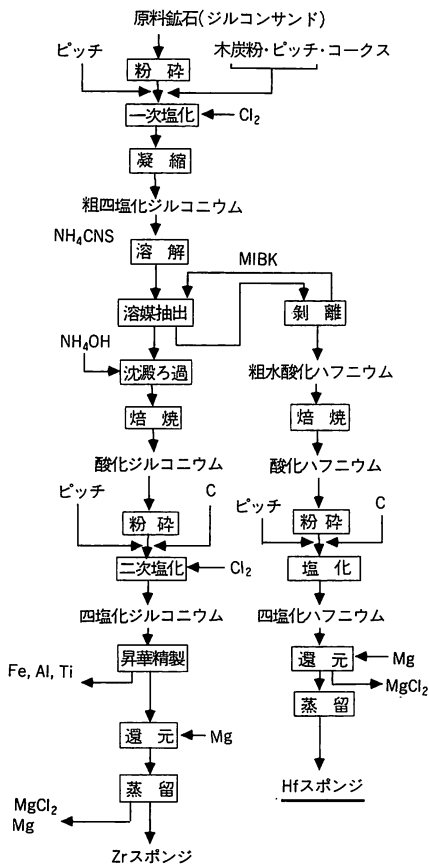 原料鉱石(ジルコンサンド)
ピッチ
木炭粉・ピッチ・コークス
粉砕
一次塩化
Cl₂
凝縮
粗四塩化ジルコニウム
NH₄CNS
溶解
MIBK
溶媒抽出
剝離
NH₄OH
沈澱ろ過
粗水酸化ハフニウム
焙焼
焙焼
酸化ジルコニウム
酸化ハフニウム
ピッチ
C
ピッチ
C
粉砕
粉砕
二次塩化
Cl₂
塩化
四塩化ジルコニウム
四塩化ハフニウム
昇華精製
還元
Mg
Fe, Al, Ti
MgCl₂
蒸留
還元
Mg
Hfスポンジ
蒸留
MgCl₂
Mg
Zrスポンジ